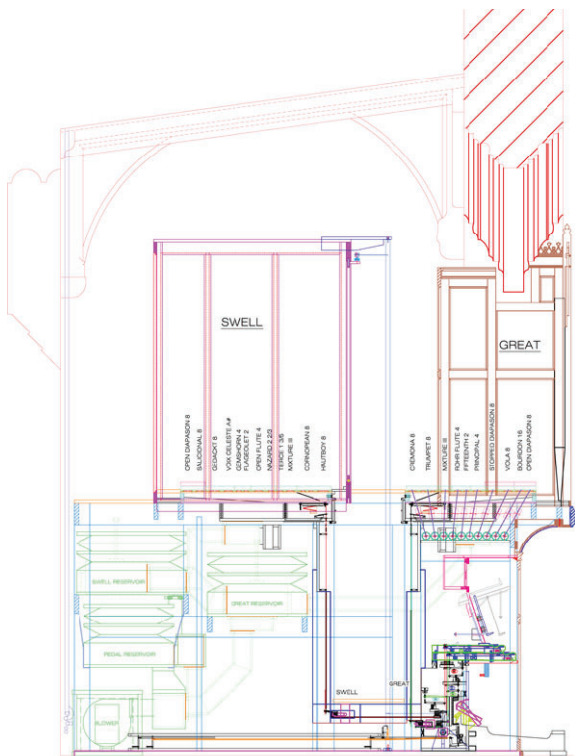 SWELL
GREAT
OPEN DIAPASON 8
SALICIONAL 8
GEDACKT 8
VOIX CELESTE A#
GEMSHORN 4
FLAGEOLET 2
OPEN FLUTE 4
NAZARD 2 2/3
TIERCE 1 3/5
MIXTURE III
CORNOPEAN 8
HAUTBOY 8
CREMONA 8
TRUMPET 8
MIXTURE III
ROHR FLUTE 4
FIFTEENTH 2
PRINCIPAL 4
STOPPED DIAPASON 8
VIOLA 8
BOURDON 16
OPEN DIAPASON 8
SWELL RESERVOIR
GREAT RESERVOIR
PEDAL RESERVOIR
BLOWER
SWELL
GREAT